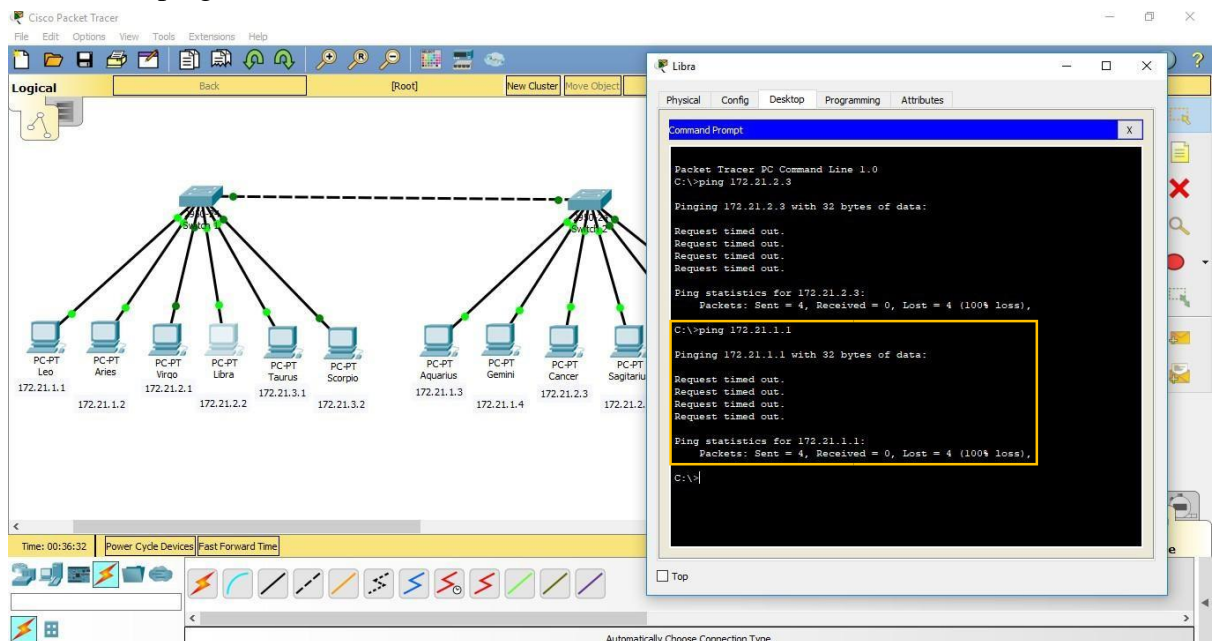 Cisco Packet Tracer
File Edit Options View Tools Extensions Help
Logical
Back
[Root]
New Cluster
Move Object
Switch 1
Switch 2
PC-PT
Leo
172.21.1.1
PC-PT
Aries
172.21.1.2
PC-PT
Virgo
172.21.2.1
PC-PT
Libra
172.21.2.2
PC-PT
Taurus
172.21.3.1
PC-PT
Scorpio
172.21.3.2
PC-PT
Aquarius
172.21.1.3
PC-PT
Gemini
172.21.1.4
PC-PT
Cancer
172.21.2.3
PC-PT
Sagitariu
172.21.2.
Libra
Physical Config Desktop Programming Attributes
Command Prompt
X
Packet Tracer PC Command Line 1.0
C:\>ping 172.21.2.3
Pinging 172.21.2.3 with 32 bytes of data:
Request timed out.
Request timed out.
Request timed out.
Request timed out.
Ping statistics for 172.21.2.3:
Packets: Sent = 4, Received = 0, Lost = 4 (100% loss),
C:\>ping 172.21.1.1
Pinging 172.21.1.1 with 32 bytes of data:
Request timed out.
Request timed out.
Request timed out.
Request timed out.
Ping statistics for 172.21.1.1:
Packets: Sent = 4, Received = 0, Lost = 4 (100% loss),
C:\>
Top
Time: 00:36:32
Power Cycle Devices
Fast Forward Time
Automatically Choose Connection Type